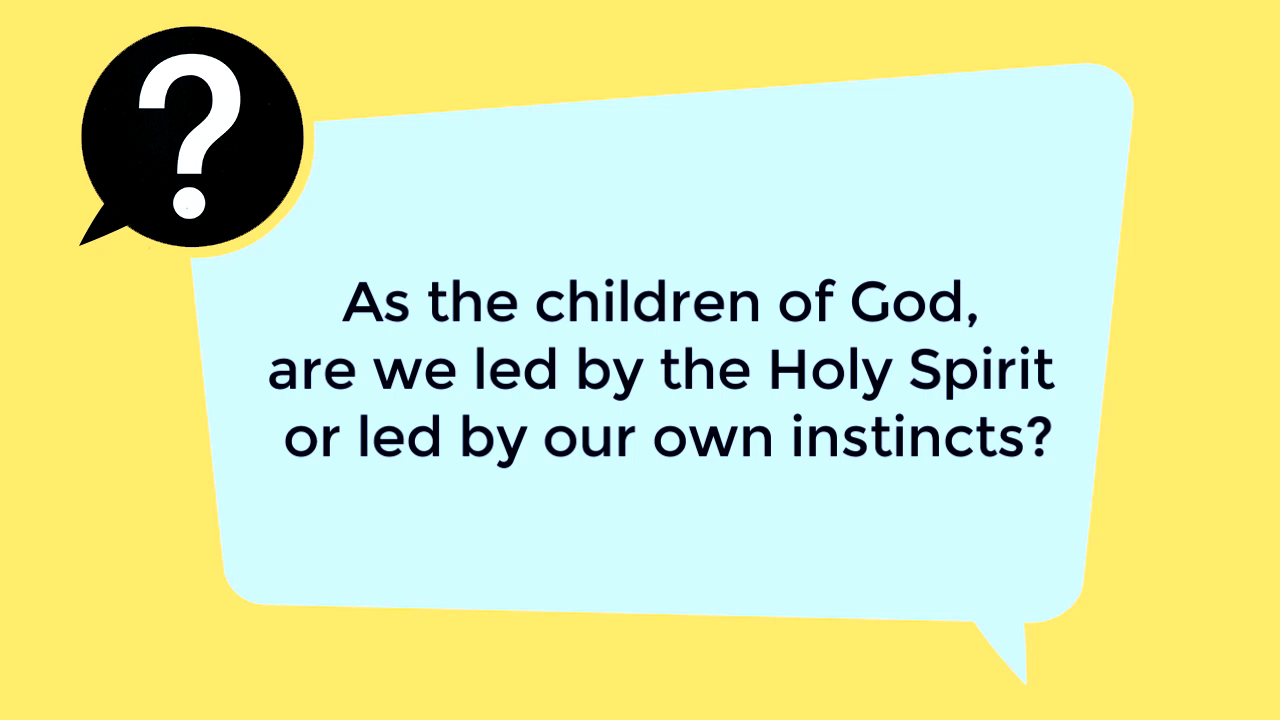 ?
As the children of God,
are we led by the Holy Spirit
or led by our own instincts?